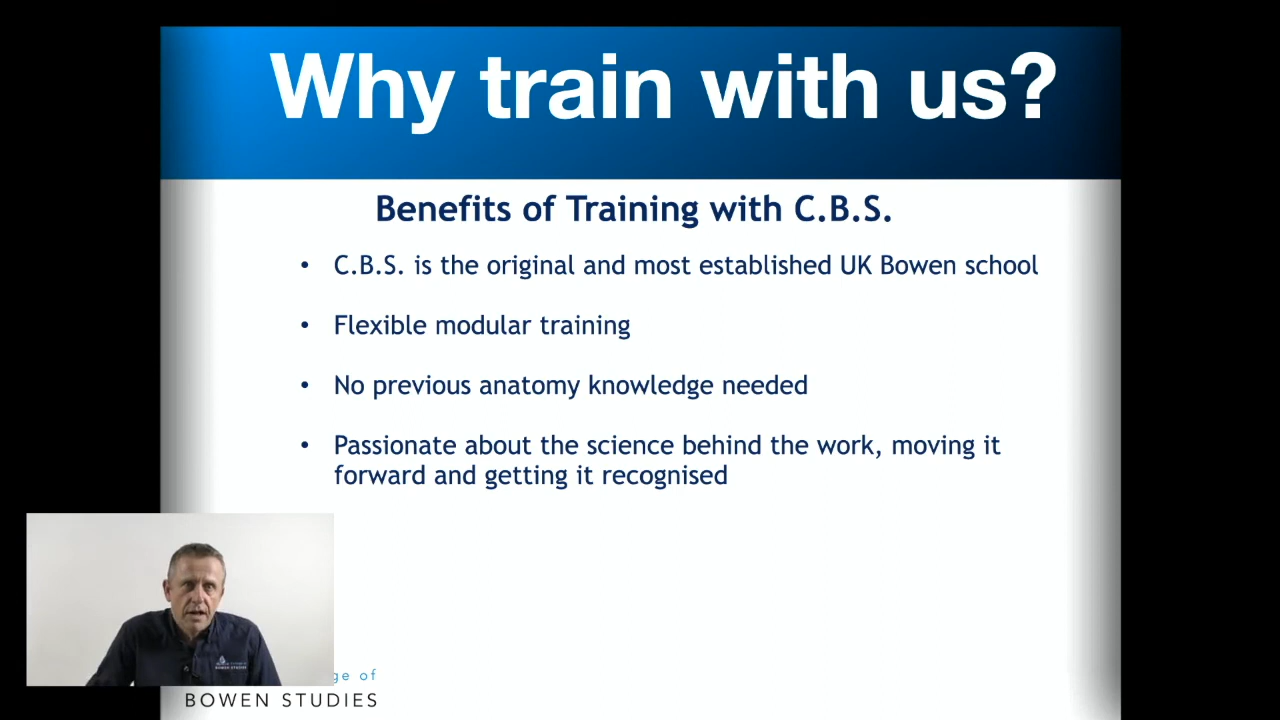 Why train with us?
Benefits of Training with C.B.S.
• C.B.S. is the original and most established UK Bowen school
• Flexible modular training
• No previous anatomy knowledge needed
• Passionate about the science behind the work, moving it
forward and getting it recognised
BOWEN STUDIES
ge of
BOWEN STUDIES